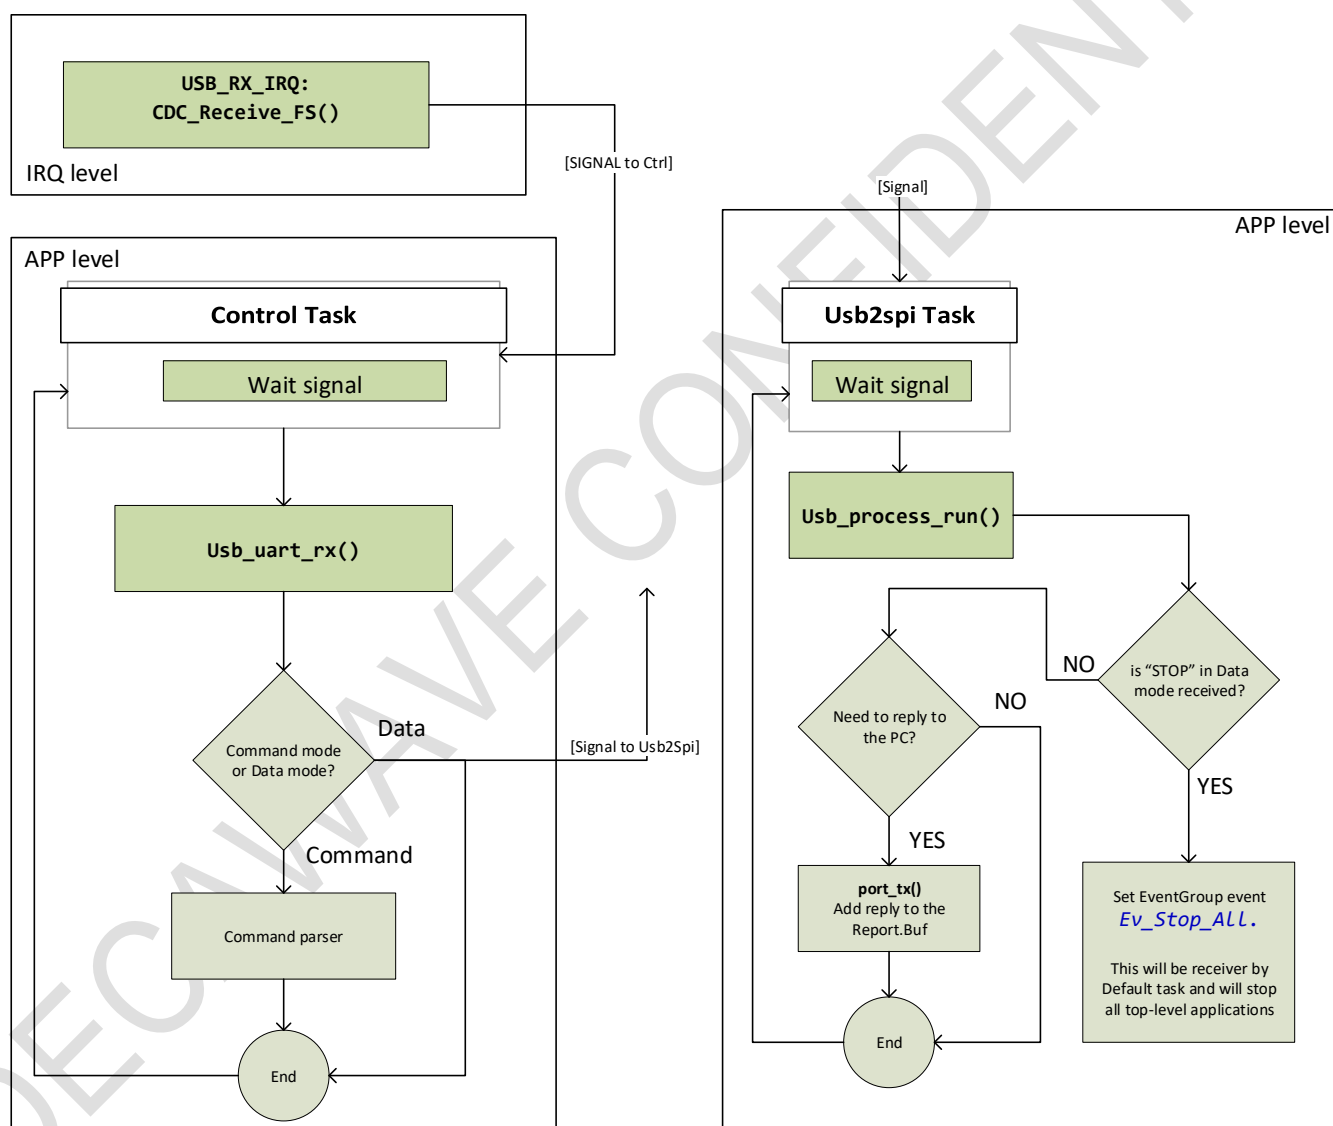 USB_RX_IRQ:
CDC_Receive_FS()
IRQ level
[SIGNAL to Ctrl]
APP level
Control Task
Wait signal
Usb_uart_rx()
Command mode
or Data mode?
Data
[Signal to Usb2Spi]
Command
Command parser
End
[Signal]
APP level
Usb2spi Task
Wait signal
Usb_process_run()
is “STOP” in Data
mode received?
NO
YES
Need to reply to
the PC?
NO
YES
port_tx()
Add reply to the
Report.Buf
End
Set EventGroup event
Ev_Stop_All.
This will be receiver by
Default task and will stop
all top-level applications
DECAWAVE CONFIDENT